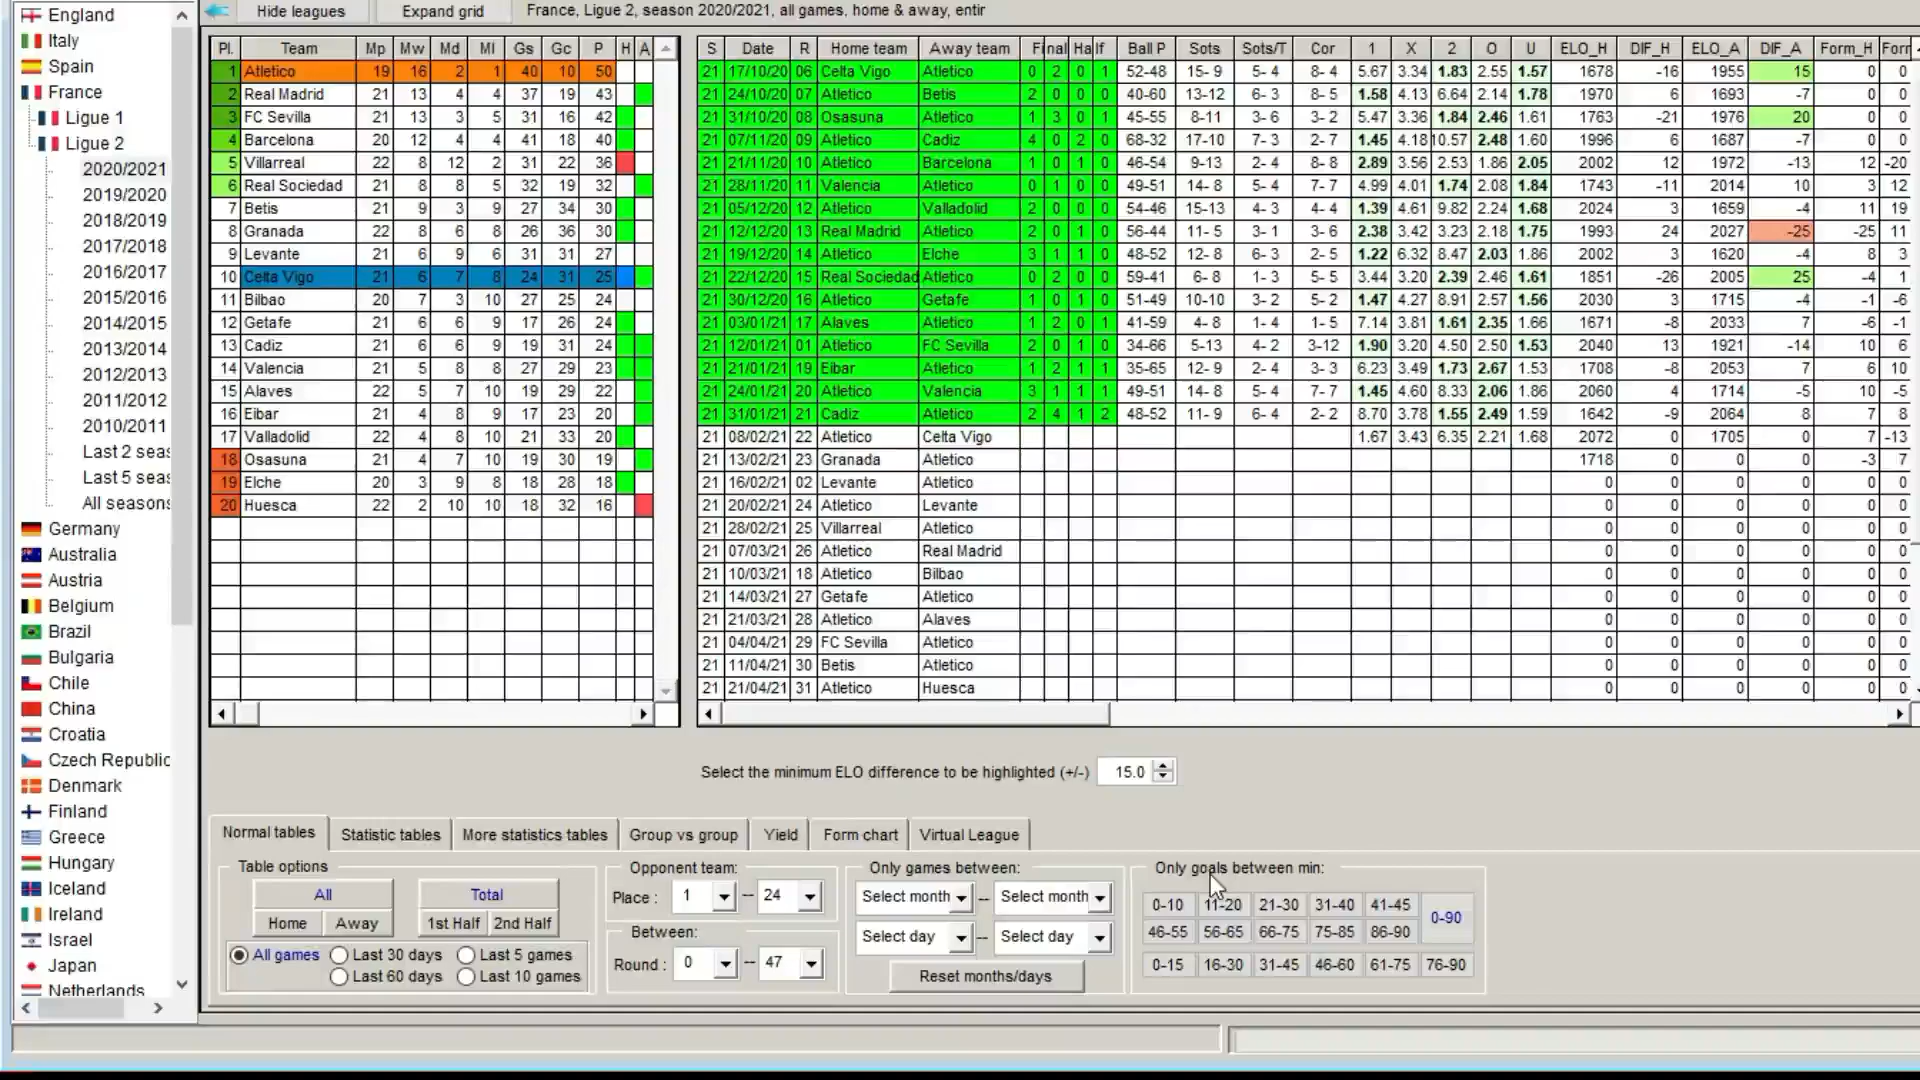 Hide leagues Expand grid France, Ligue 2, season 2020/2021, all games, home & away, entir
England
Italy
Spain
France
Ligue 1
Ligue 2
2020/2021
2019/2020
2018/2019
2017/2018
2016/2017
2015/2016
2014/2015
2013/2014
2012/2013
2011/2012
2010/2011
Last 2 seas
Last 5 seas
All seasons
Germany
Australia
Austria
Belgium
Brazil
Bulgaria
Chile
China
Croatia
Czech Republic
Denmark
Finland
Greece
Hungary
Iceland
Ireland
Israel
Japan
Netherlands
Pl. Team Mp Mw Md Ml Gs Gc P H A
1 Atletico 19 16 2 1 40 10 50
2 Real Madrid 21 13 4 4 37 19 43
3 FC Sevilla 21 13 3 5 31 16 42
4 Barcelona 20 12 4 4 41 18 40
5 Villarreal 22 8 12 2 31 22 36
6 Real Sociedad 21 8 8 5 32 19 32
7 Betis 21 9 3 9 27 34 30
8 Granada 22 8 6 8 26 36 30
9 Levante 21 6 9 6 31 31 27
10 Celta Vigo 21 6 7 8 24 31 25
11 Bilbao 20 7 3 10 27 25 24
12 Getafe 21 6 6 9 17 26 24
13 Cadiz 21 6 6 9 19 31 24
14 Valencia 21 5 8 8 27 29 23
15 Alaves 22 5 7 10 19 29 22
16 Eibar 21 4 8 9 17 23 20
17 Valladolid 22 4 8 10 21 33 20
18 Osasuna 21 4 7 10 19 30 19
19 Elche 20 3 9 8 18 28 18
20 Huesca 22 2 10 10 18 32 16
S Date R Home team Away team Final Half Ball P Sots Sots/T Cor 1 X 2 O U ELO_H DIF_H ELO_A DIF_A Form_H Forr
21 17/10/20 06 Celta Vigo Atletico 0 2 0 1 52-48 15- 9 5- 4 8- 4 5.67 3.34 1.83 2.55 1.57 1678 -16 1955 15 0 0
21 24/10/20 07 Atletico Betis 2 0 0 0 40-60 13-12 6- 3 8- 5 1.58 4.13 6.64 2.14 1.78 1970 6 1693 -7 0 0
21 31/10/20 08 Osasuna Atletico 1 3 0 1 45-55 8-11 3- 6 3- 2 5.47 3.36 1.84 2.46 1.61 1763 -21 1976 20 0 0
21 07/11/20 09 Atletico Cadiz 4 0 2 0 68-32 17-10 7- 3 2- 7 1.45 4.18 10.57 2.48 1.60 1996 6 1687 -7 0 0
21 21/11/20 10 Atletico Barcelona 1 0 1 0 46-54 9-13 2- 4 8- 8 2.89 3.56 2.53 1.86 2.05 2002 12 1972 -13 12 -20
21 28/11/20 11 Valencia Atletico 0 1 0 0 49-51 14- 8 5- 4 7- 7 4.99 4.01 1.74 2.08 1.84 1743 -11 2014 10 3 12
21 05/12/20 12 Atletico Valladolid 2 0 0 0 54-46 15-13 4- 3 4- 4 1.39 4.61 9.82 2.24 1.68 2024 3 1659 -4 11 19
21 12/12/20 13 Real Madrid Atletico 2 0 1 0 56-44 11- 5 3- 1 3- 6 2.38 3.42 3.23 2.18 1.75 1993 24 2027 -25 -25 11
21 19/12/20 14 Atletico Elche 3 1 1 0 48-52 12- 8 6- 3 2- 5 1.22 6.32 8.47 2.03 1.86 2002 3 1620 -4 8 3
21 22/12/20 15 Real Sociedad Atletico 0 2 0 0 59-41 6- 8 1- 3 5- 5 3.44 3.20 2.39 2.46 1.61 1851 -26 2005 25 -4 1
21 30/12/20 16 Atletico Getafe 1 0 1 0 51-49 10-10 3- 2 5- 2 1.47 4.27 8.91 2.57 1.56 2030 3 1715 -4 -1 -6
21 03/01/21 17 Alaves Atletico 1 2 0 1 41-59 4- 8 1- 4 1- 5 7.14 3.81 1.61 2.35 1.66 1671 -8 2033 7 -6 -1
21 12/01/21 01 Atletico FC Sevilla 2 0 1 0 34-66 5-13 4- 2 3-12 1.90 3.20 4.50 2.50 1.53 2040 13 1921 -14 10 6
21 21/01/21 19 Eibar Atletico 1 2 1 1 35-65 12- 9 2- 4 3- 3 6.23 3.49 1.73 2.67 1.53 1708 -8 2053 7 6 10
21 24/01/21 20 Atletico Valencia 3 1 1 1 49-51 14- 8 5- 4 7- 7 1.45 4.60 8.33 2.06 1.86 2060 4 1714 -5 10 -5
21 31/01/21 21 Cadiz Atletico 2 4 1 2 48-52 11- 9 6- 4 2- 2 8.70 3.78 1.55 2.49 1.59 1642 -9 2064 8 7 8
21 08/02/21 22 Atletico Celta Vigo 1.67 3.43 6.35 2.21 1.68 2072 0 1705 0 7 -13
21 13/02/21 23 Granada Atletico 1718 0 0 0 -3 7
21 16/02/21 02 Levante Atletico 0 0 0 0 0 0
21 20/02/21 24 Atletico Levante 0 0 0 0 0 0
21 28/02/21 25 Villarreal Atletico 0 0 0 0 0 0
21 07/03/21 26 Atletico Real Madrid 0 0 0 0 0 0
21 10/03/21 18 Atletico Bilbao 0 0 0 0 0 0
21 14/03/21 27 Getafe Atletico 0 0 0 0 0 0
21 21/03/21 28 Atletico Alaves 0 0 0 0 0 0
21 04/04/21 29 FC Sevilla Atletico 0 0 0 0 0 0
21 11/04/21 30 Betis Atletico 0 0 0 0 0 0
21 21/04/21 31 Atletico Huesca 0 0 0 0 0 0
Select the minimum ELO difference to be highlighted (+/-) 15.0
Normal tables Statistic tables More statistics tables Group vs group Yield Form chart Virtual League
Table options
All Total
Home Away 1st Half 2nd Half
All games Last 30 days Last 5 games
Last 60 days Last 10 games
Opponent team:
Place : 1 -- 24
Between:
Round : 0 -- 47
Only games between:
Select month -- Select month
Select day -- Select day
Reset months/days
Only goals between min:
0-10 11-20 21-30 31-40 41-45 0-90
46-55 56-65 66-75 75-85 86-90
0-15 16-30 31-45 46-60 61-75 76-90